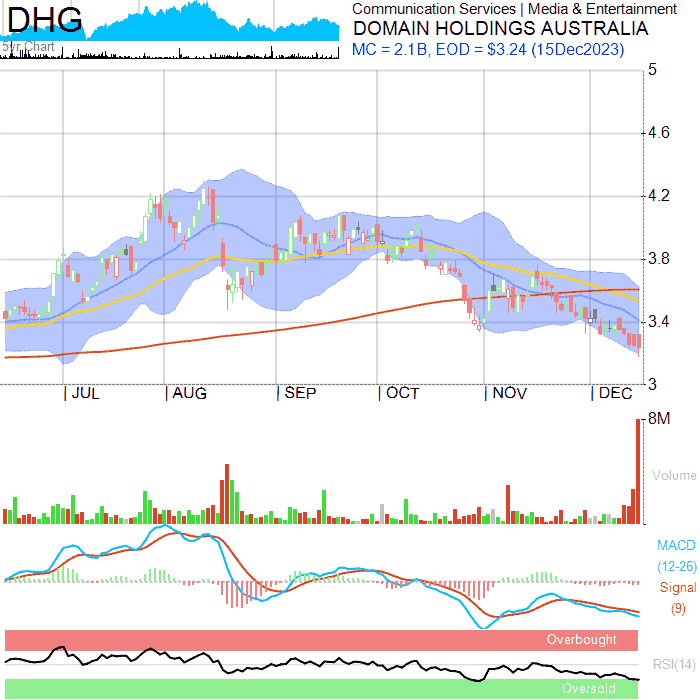 DHG
5yr Chart
Communication Services | Media & Entertainment
DOMAIN HOLDINGS AUSTRALIA
MC = 2.1B, EOD = $3.24 (15Dec2023)
5
4.6
4.2
3.8
3.4
3
JUL AUG SEP OCT NOV DEC
8M
Volume
MACD
(12-26)
Signal
(9)
Overbought
RSI(14)
Oversold